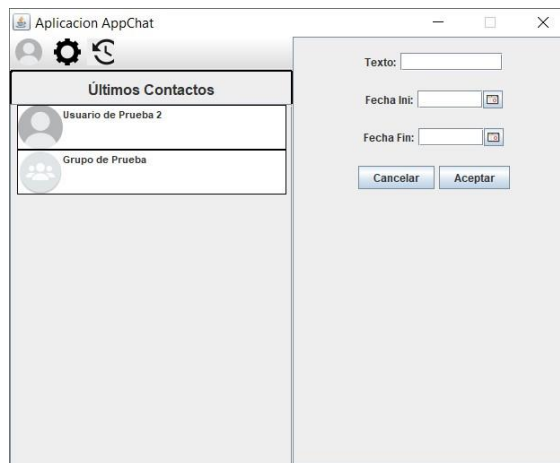 Aplicacion AppChat
Últimos Contactos
Usuario de Prueba 2
Grupo de Prueba
Texto:
Fecha Ini:
Fecha Fin:
Cancelar
Aceptar